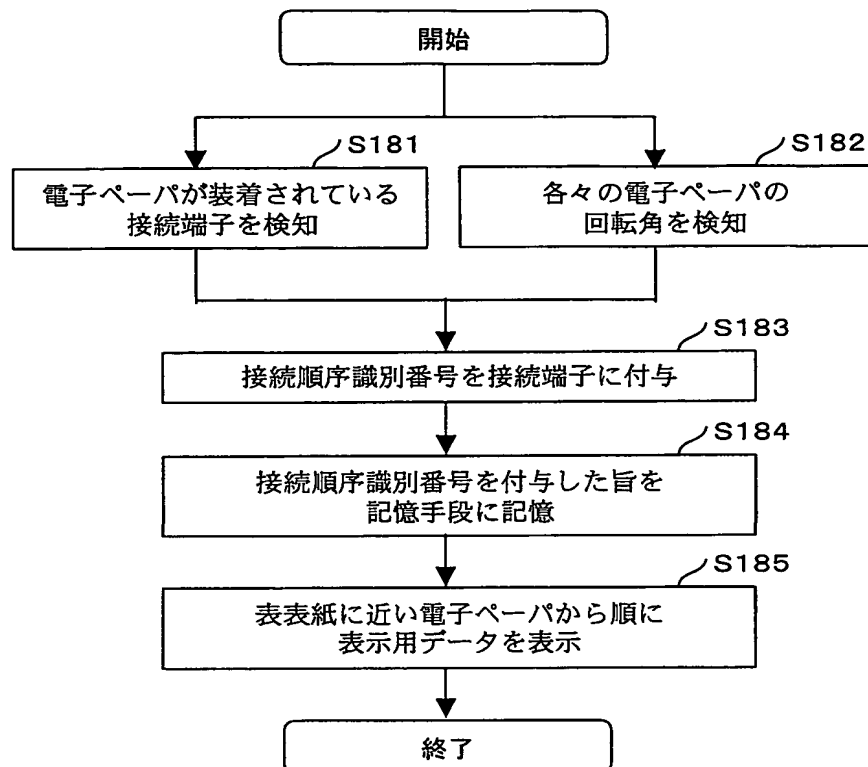 開始
S181
S182
電子ペーパが装着されている
接続端子を検知
各々の電子ペーパの
回転角を検知
S183
接続順序識別番号を接続端子に付与
S184
接続順序識別番号を付与した旨を
記憶手段に記憶
S185
表表紙に近い電子ペーパから順に
表示用データを表示
終了